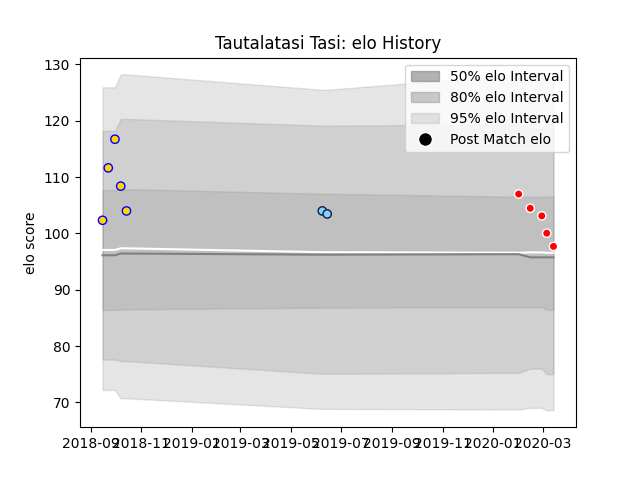 Tautalatasi Tasi: elo History
130
120
110
100
90
80
70
elo score
50% elo Interval
80% elo Interval
95% elo Interval
Post Match elo
2018-09 2018-11 2019-01 2019-03 2019-05 2019-07 2019-09 2019-11 2020-01 2020-03